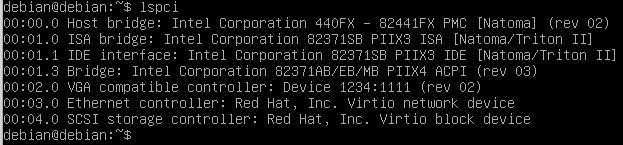 debian@debian:~$ lspci
00:00.0 Host bridge: Intel Corporation 440FX - 82441FX PMC [Natoma] (rev 02)
00:01.0 ISA bridge: Intel Corporation 82371SB PIIX3 ISA [Natoma/Triton II]
00:01.1 IDE interface: Intel Corporation 82371SB PIIX3 IDE [Natoma/Triton II]
00:01.3 Bridge: Intel Corporation 82371AB/EB/MB PIIX4 ACPI (rev 03)
00:02.0 VGA compatible controller: Device 1234:1111 (rev 02)
00:03.0 Ethernet controller: Red Hat, Inc. Virtio network device
00:04.0 SCSI storage controller: Red Hat, Inc. Virtio block device
debian@debian:~$